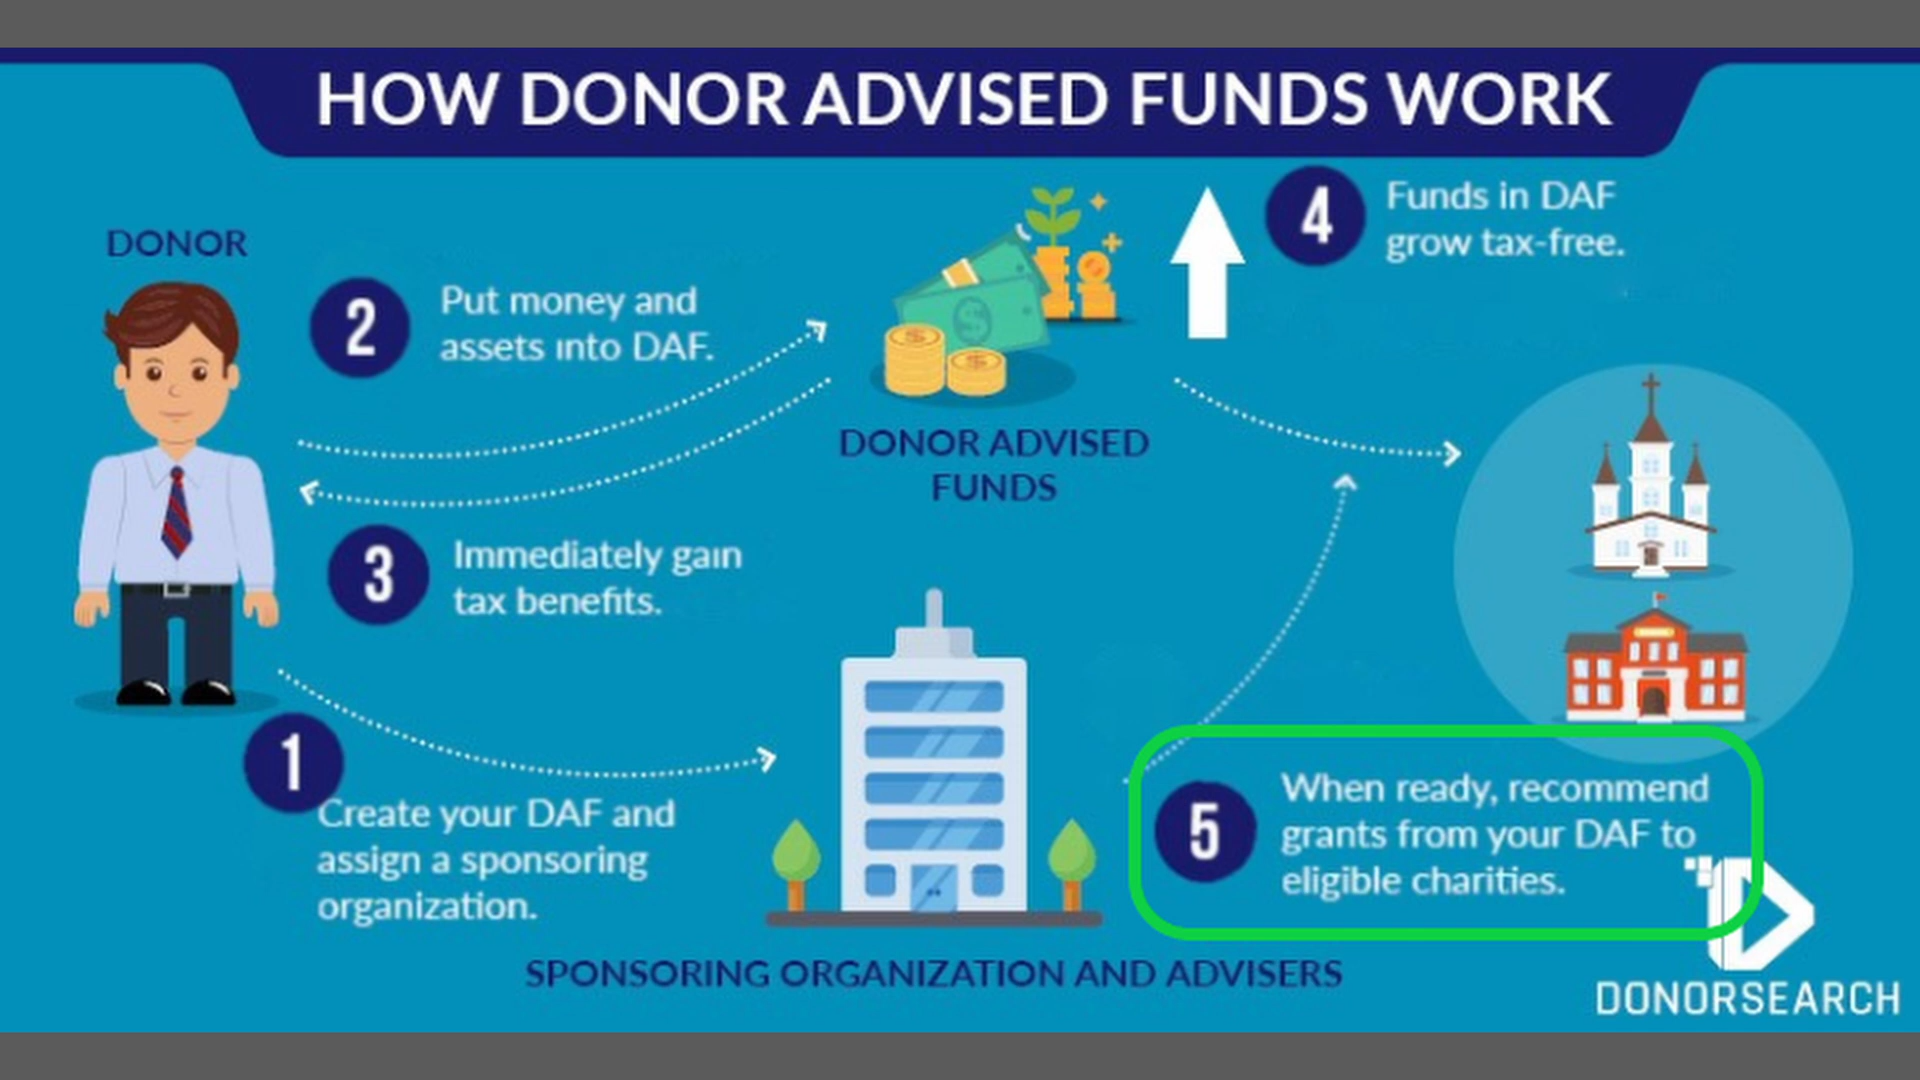 HOW DONOR ADVISED FUNDS WORK
DONOR
2
Put money and
assets into DAF.
4
Funds in DAF
grow tax-free.
DONOR ADVISED
FUNDS
3
Immediately gain
tax benefits.
1
Create your DAF and
assign a sponsoring
organization.
5
When ready, recommend
grants from your DAF to
eligible charities.
SPONSORING ORGANIZATION AND ADVISERS
DONORSEARCH